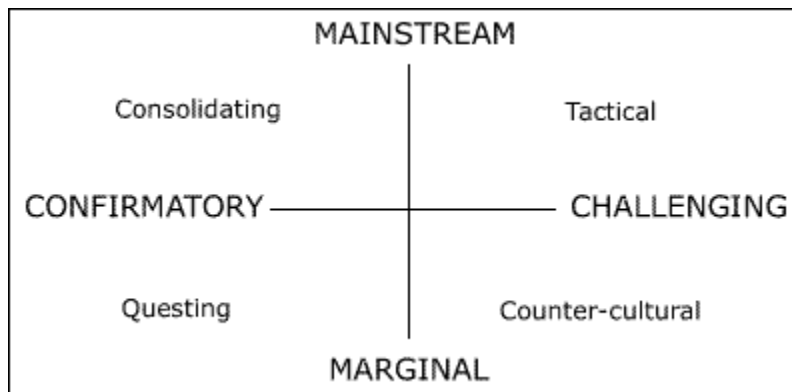 MAINSTREAM
Consolidating
Tactical
CONFIRMATORY
CHALLENGING
Questing
Counter-cultural
MARGINAL